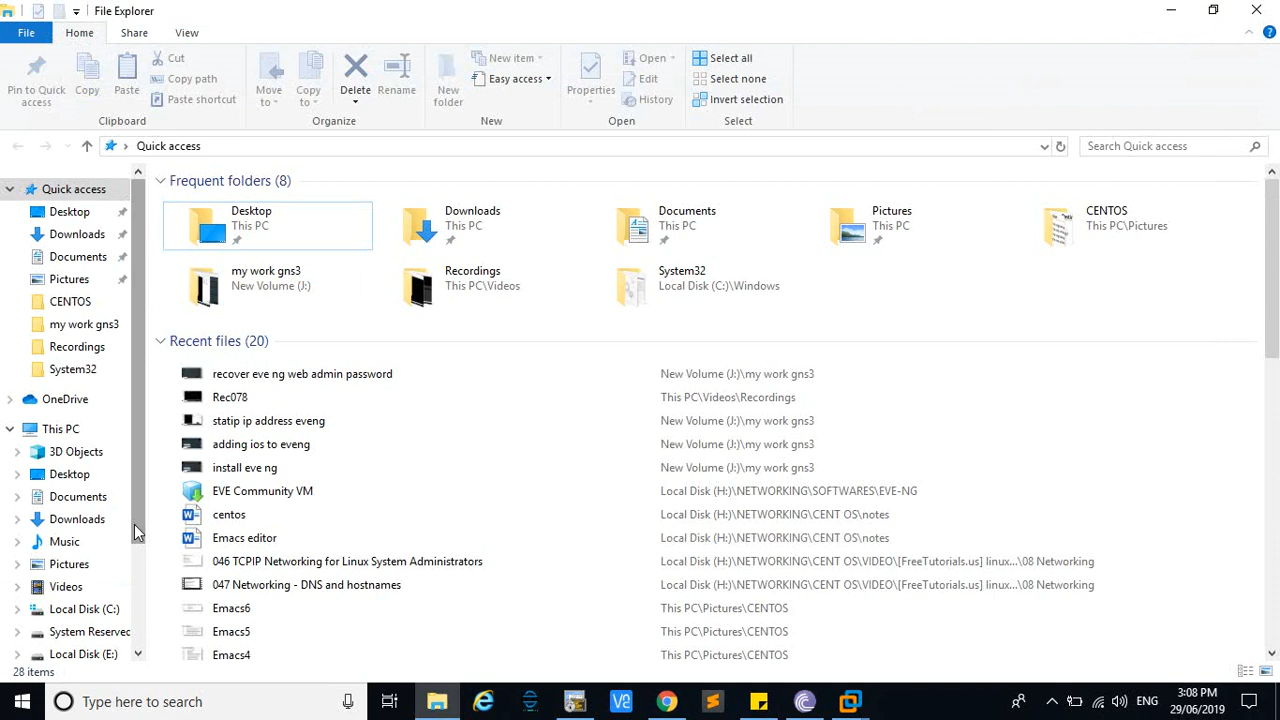 File Explorer
File Home Share View
Pin to Quick access
Copy
Paste
Cut
Copy path
Paste shortcut
Clipboard
Move to
Copy to
Delete
Rename
Organize
New folder
New item
Easy access
New
Properties
Open
Edit
History
Open
Select all
Select none
Invert selection
Select
Quick access
Search Quick access
Quick access
Desktop
Downloads
Documents
Pictures
CENTOS
my work gns3
Recordings
System32
OneDrive
This PC
3D Objects
Desktop
Documents
Downloads
Music
Pictures
Videos
Local Disk (C:)
System Reserved
Local Disk (E:)
Frequent folders (8)
Desktop
This PC
Downloads
This PC
Documents
This PC
Pictures
This PC
CENTOS
This PC\Pictures
my work gns3
New Volume (J:)
Recordings
This PC\Videos
System32
Local Disk (C:)\Windows
Recent files (20)
recover eve ng web admin password New Volume (J:)\my work gns3
Rec078 This PC\Videos\Recordings
statip ip address eveng New Volume (J:)\my work gns3
adding ios to eveng New Volume (J:)\my work gns3
install eve ng New Volume (J:)\my work gns3
EVE Community VM Local Disk (H:)\NETWORKING\SOFTWARES\EVE-NG
centos Local Disk (H:)\NETWORKING\CENT OS\notes
Emacs editor Local Disk (H:)\NETWORKING\CENT OS\notes
046 TCPIP Networking for Linux System Administrators Local Disk (H:)\NETWORKING\CENT OS\VIDEO\[FreeTutorials.us] linux...\08 Networking
047 Networking - DNS and hostnames Local Disk (H:)\NETWORKING\CENT OS\VIDEO\[FreeTutorials.us] linux...\08 Networking
Emacs6 This PC\Pictures\CENTOS
Emacs5 This PC\Pictures\CENTOS
Emacs4 This PC\Pictures\CENTOS
28 items
Type here to search
ENG
3:08 PM
29/06/2019